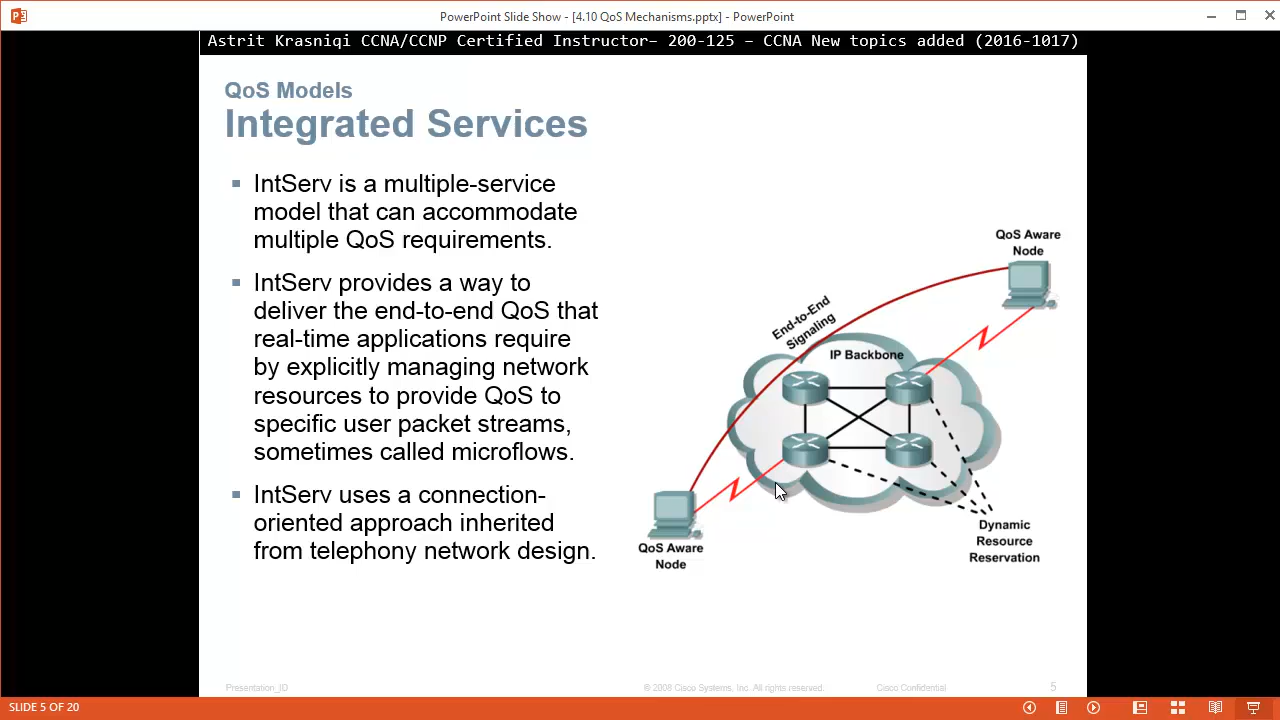 PowerPoint Slide Show - [4.10 QoS Mechanisms.pptx] - PowerPoint
Astrit Krasniqi CCNA/CCNP Certified Instructor– 200-125 – CCNA New topics added (2016-1017)
QoS Models
Integrated Services
IntServ is a multiple-service
model that can accommodate
multiple QoS requirements.
IntServ provides a way to
deliver the end-to-end QoS that
real-time applications require
by explicitly managing network
resources to provide QoS to
specific user packet streams,
sometimes called microflows.
IntServ uses a connection-
oriented approach inherited
from telephony network design.
QoS Aware
Node
End-to-End
Signaling
IP Backbone
QoS Aware
Node
Dynamic
Resource
Reservation
Presentation_ID
© 2008 Cisco Systems, Inc. All rights reserved.
Cisco Confidential
5
SLIDE 5 OF 20